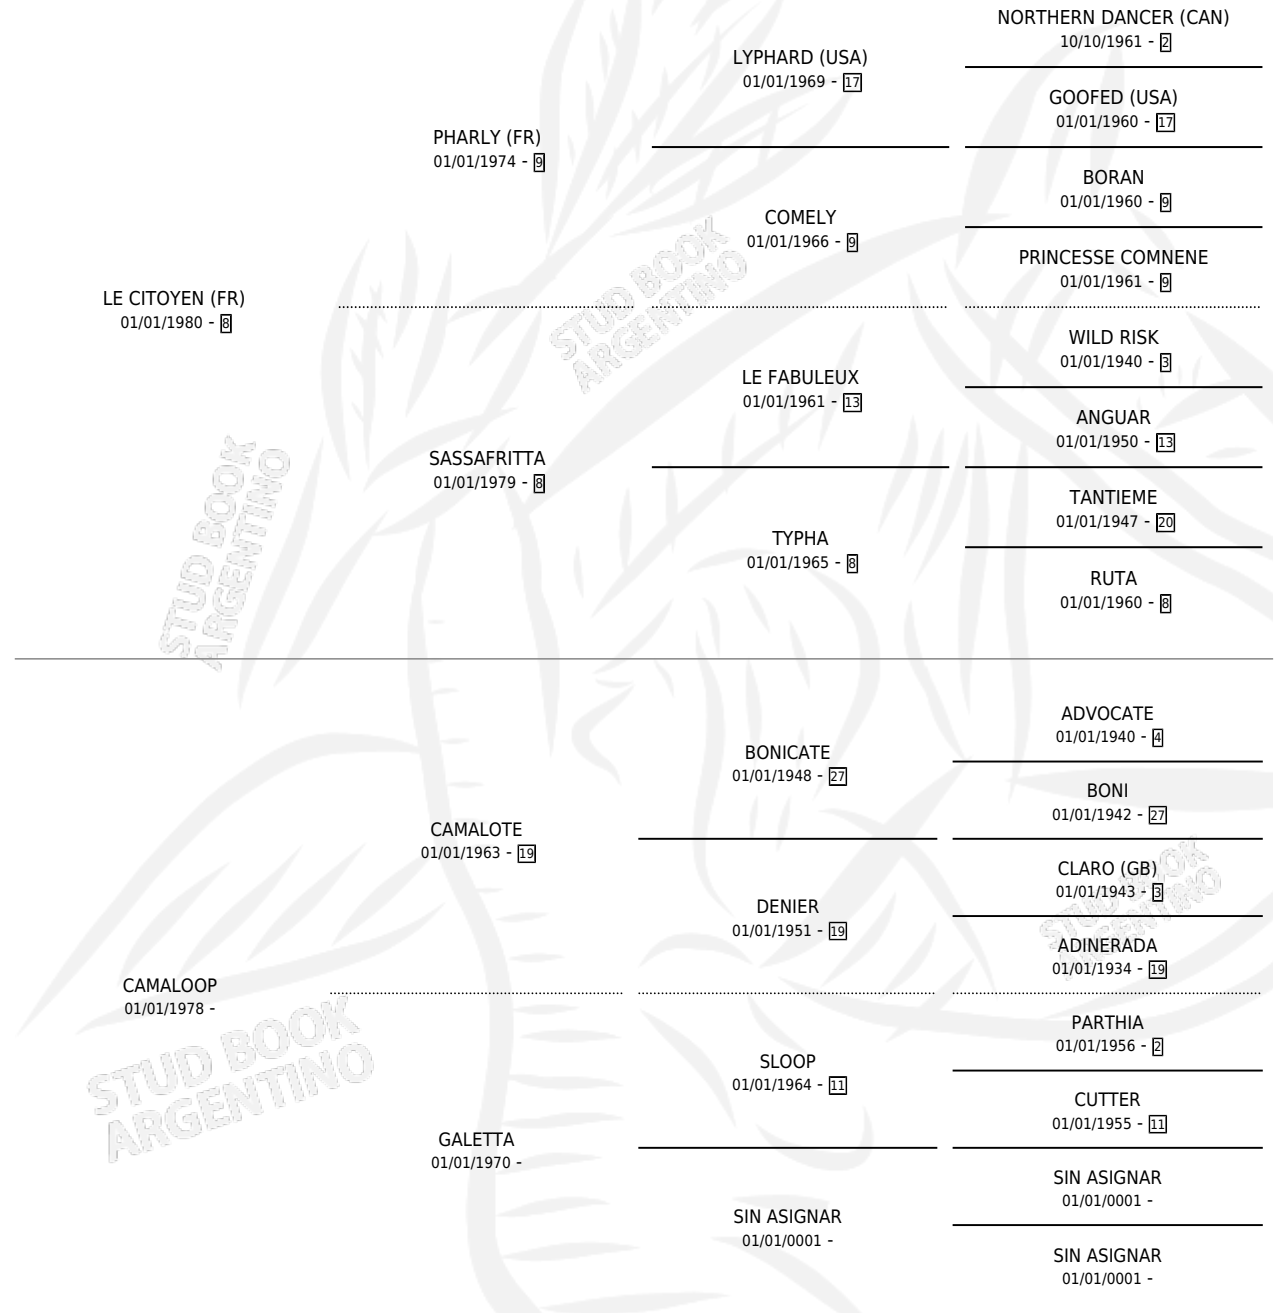 NORTHERN DANCER (CAN)
10/10/1961 - 2
LYPHARD (USA)
01/01/1969 - 17
GOOFED (USA)
01/01/1960 - 17
PHARLY (FR)
01/01/1974 - 9
BORAN
01/01/1960 - 9
COMELY
01/01/1966 - 9
PRINCESSE COMNENE
01/01/1961 - 9
LE CITOYEN (FR)
01/01/1980 - 8
WILD RISK
01/01/1940 - 3
LE FABULEUX
01/01/1961 - 13
ANGUAR
01/01/1950 - 13
SASSAFRITTA
01/01/1979 - 8
TANTIEME
01/01/1947 - 20
TYPHA
01/01/1965 - 8
RUTA
01/01/1960 - 8
ADVOCATE
01/01/1940 - 4
BONICATE
01/01/1948 - 27
BONI
01/01/1942 - 27
CAMALOTE
01/01/1963 - 19
CLARO (GB)
01/01/1943 - 3
DENIER
01/01/1951 - 19
ADINERADA
01/01/1934 - 19
CAMALOOP
01/01/1978 -
PARTHIA
01/01/1956 - 2
SLOOP
01/01/1964 - 11
CUTTER
01/01/1955 - 11
GALETTA
01/01/1970 -
SIN ASIGNAR
01/01/0001 -
SIN ASIGNAR
01/01/0001 -
SIN ASIGNAR
01/01/0001 -
STUD BOOK
ARGENTINO
STUD BOOK
ARGENTINO
STUD BOOK
ARGENTINO
STUD BOOK
ARGENTINO